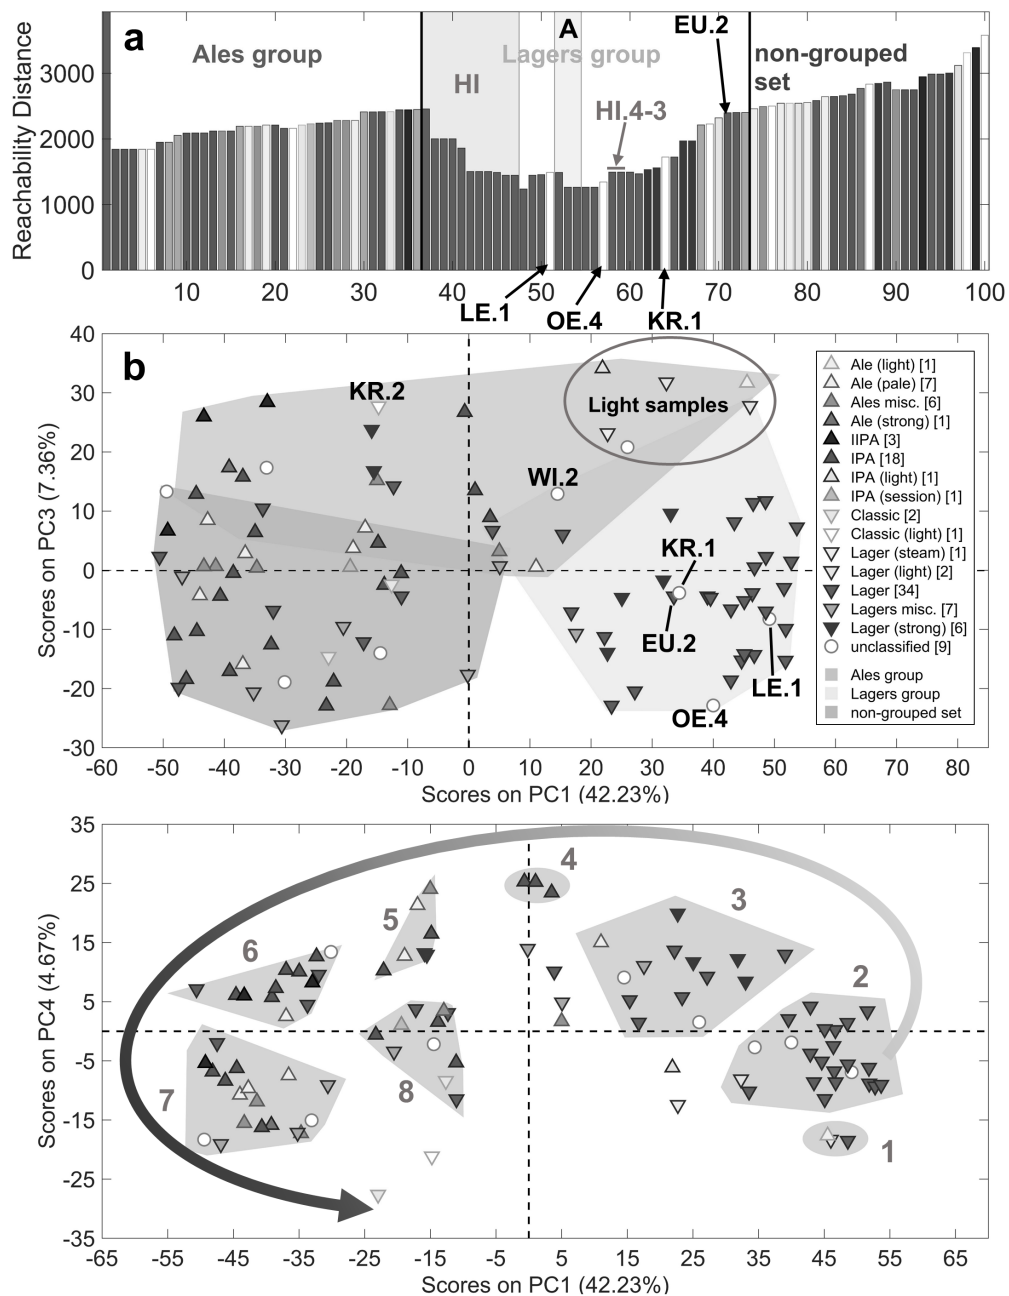 a
A
EU.2
Ales group
Lagers group
non-grouped
set
HI
HI.4-3
Reachability Distance
3000
2000
1000
0
10 20 30 40 50 60 70 80 90 100
LE.1
OE.4
KR.1
b
40
30
20
10
0
-10
-20
-30
Scores on PC3 (7.36%)
KR.2
Light samples
WI.2
KR.1
EU.2
LE.1
OE.4
Ale (light) [1]
Ale (pale) [7]
Ales misc. [6]
Ale (strong) [1]
IIPA [3]
IPA [18]
IPA (light) [1]
IPA (session) [1]
Classic [2]
Classic (light) [1]
Lager (steam) [1]
Lager (light) [2]
Lager [34]
Lagers misc. [7]
Lager (strong) [6]
unclassified [9]
Ales group
Lagers group
non-grouped set
-60 -50 -40 -30 -20 -10 0 10 20 30 40 50 60 70 80
Scores on PC1 (42.23%)
35
25
15
5
-5
-15
-25
-35
Scores on PC4 (4.67%)
4
5
3
6
2
7
8
1
-65 -55 -45 -35 -25 -15 -5 5 15 25 35 45 55 65
Scores on PC1 (42.23%)